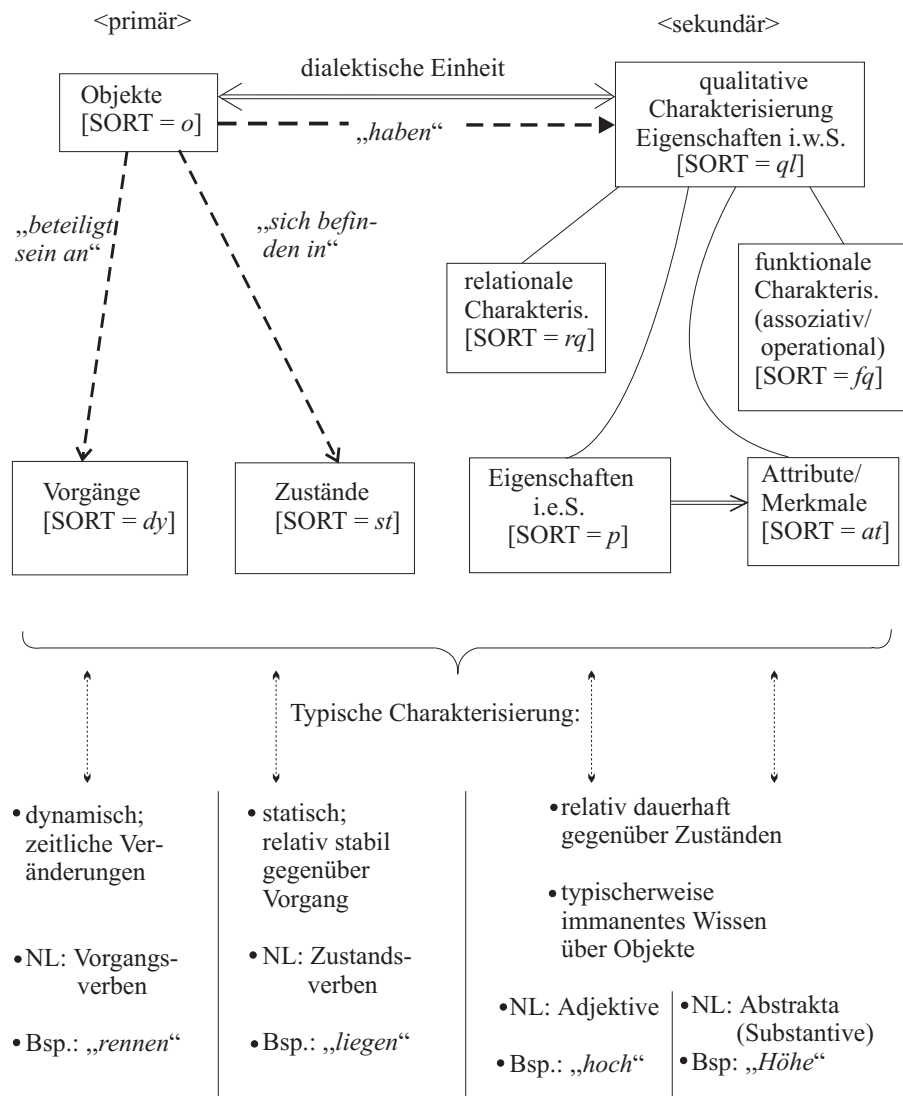 <primär>
<sekundär>
dialektische Einheit
Objekte
[SORT = o]
„haben“
qualitative
Charakterisierung
Eigenschaften i.w.S.
[SORT = ql]
„beteiligt
sein an“
„sich befin-
den in“
relationale
Charakteris.
[SORT = rq]
funktionale
Charakteris.
(assoziativ/
operational)
[SORT = fq]
Vorgänge
[SORT = dy]
Zustände
[SORT = st]
Eigenschaften
i.e.S.
[SORT = p]
Attribute/
Merkmale
[SORT = at]
Typische Charakterisierung:
• dynamisch;
zeitliche Ver-
änderungen
• NL: Vorgangs-
verben
• Bsp.: „rennen“
• statisch;
relativ stabil
gegenüber
Vorgang
• NL: Zustands-
verben
• Bsp.: „liegen“
• relativ dauerhaft
gegenüber Zuständen
• typischerweise
immanentes Wissen
über Objekte
• NL: Adjektive
• Bsp.: „hoch“
• NL: Abstrakta
(Substantive)
• Bsp: „Höhe“